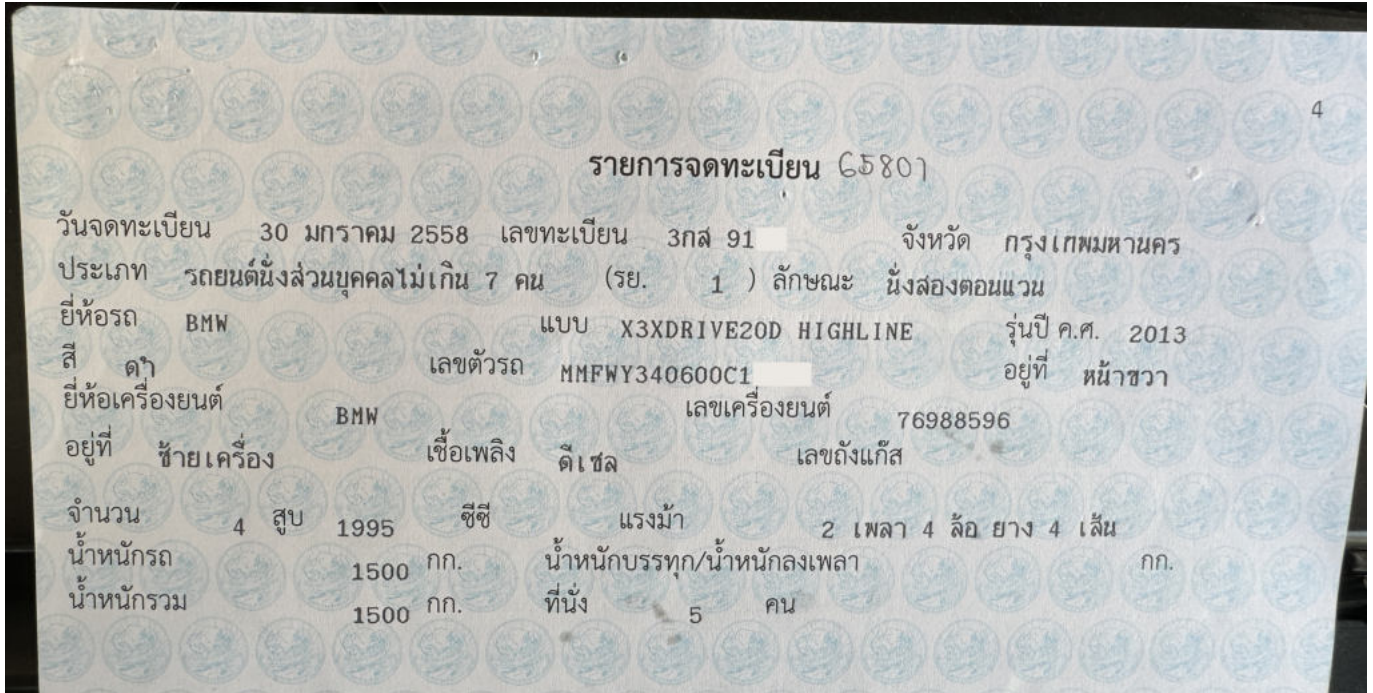 4
รายการจดทะเบียน 65801
วันจดทะเบียน 30 มกราคม 2558 เลขทะเบียน 3กส 91 จังหวัด กรุงเทพมหานคร
ประเภท รถยนต์นั่งส่วนบุคคลไม่เกิน 7 คน (รย. 1 ) ลักษณะ นั่งสองตอนแวน
ยี่ห้อรถ BMW แบบ X3XDRIVE20D HIGHLINE รุ่นปี ค.ศ. 2013
สี ดำ เลขตัวรถ MMFWY340600C1 อยู่ที่ หน้าขวา
ยี่ห้อเครื่องยนต์ BMW เลขเครื่องยนต์ 76988596
อยู่ที่ ซ้ายเครื่อง เชื้อเพลิง ดีเซล เลขถังแก๊ส
จำนวน 4 สูบ 1995 ซีซี แรงม้า 2 เพลา 4 ล้อ ยาง 4 เส้น
น้ำหนักรถ 1500 กก. น้ำหนักบรรทุก/น้ำหนักลงเพลา กก.
น้ำหนักรวม 1500 กก. ที่นั่ง 5 คน